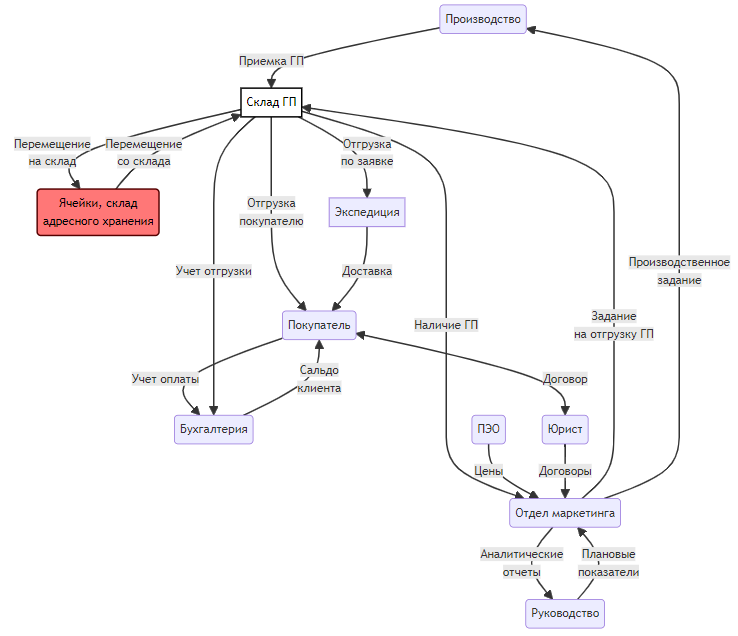 Производство
Приемка ГП
Склад ГП
Перемещение
на склад
Перемещение
со склада
Отгрузка
по заявке
Ячейки, склад
адресного хранения
Отгрузка
покупателю
Экспедиция
Учет отгрузки
Доставка
Производственное
задание
Покупатель
Наличие ГП
Задание
на отгрузку ГП
Учет оплаты
Сальдо
клиента
Договор
Бухгалтерия
ПЭО
Юрист
Цены
Договоры
Отдел маркетинга
Аналитические
отчеты
Плановые
показатели
Руководство